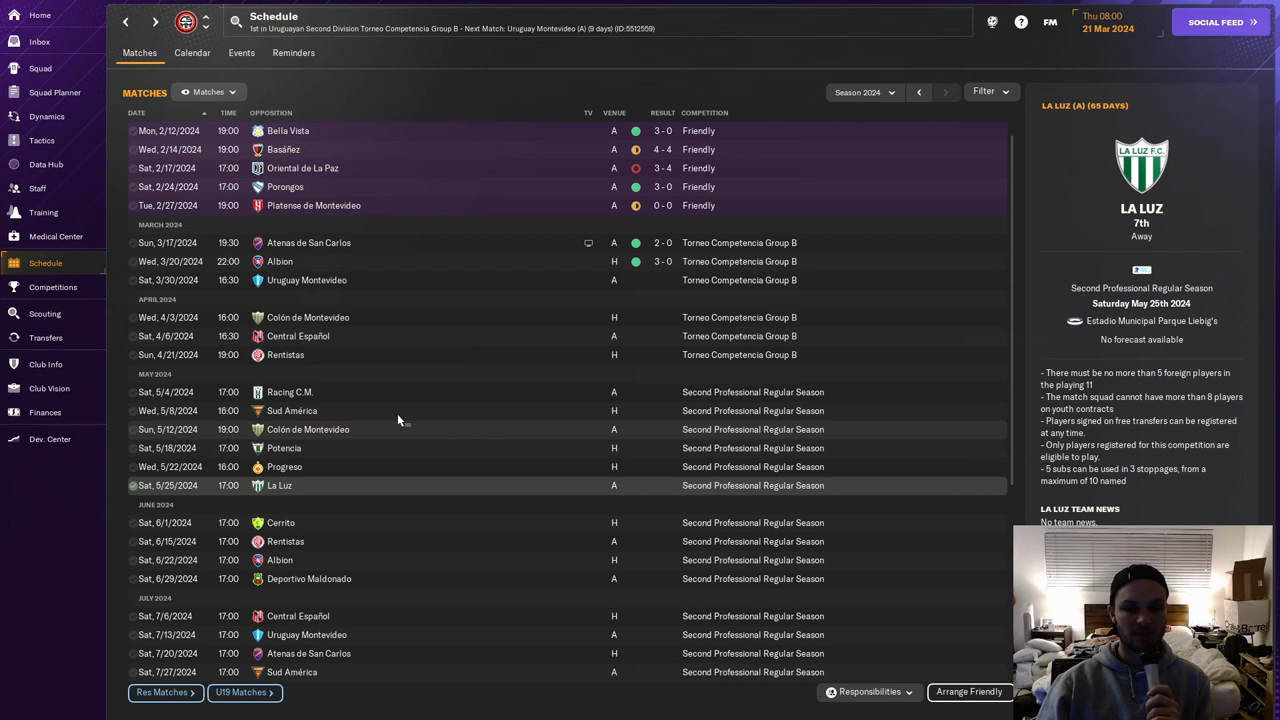 Home
Schedule
1st in Uruguayan Second Division Torneo Competencia Group B - Next Match: Uruguay Montevideo (A) (9 days) (ID:5512559)
FM
Thu 08:00
21 Mar 2024
SOCIAL FEED
Inbox
Squad
Squad Planner
Dynamics
Tactics
Data Hub
Staff
Training
Medical Center
Schedule
Competitions
Scouting
Transfers
Club Info
Club Vision
Finances
Dev. Center
Matches Calendar Events Reminders
MATCHES Matches Season 2024 Filter
DATE TIME OPPOSITION TV VENUE RESULT COMPETITION
Mon, 2/12/2024 19:00 Bella Vista A 3 - 0 Friendly
Wed, 2/14/2024 19:00 Basáñez A 4 - 4 Friendly
Sat, 2/17/2024 17:00 Oriental de La Paz A 3 - 4 Friendly
Sat, 2/24/2024 17:00 Porongos A 3 - 0 Friendly
Tue, 2/27/2024 19:00 Platense de Montevideo A 0 - 0 Friendly
MARCH 2024
Sun, 3/17/2024 19:30 Atenas de San Carlos A 2 - 0 Torneo Competencia Group B
Wed, 3/20/2024 22:00 Albion H 3 - 0 Torneo Competencia Group B
Sat, 3/30/2024 16:30 Uruguay Montevideo A Torneo Competencia Group B
APRIL 2024
Wed, 4/3/2024 16:00 Colón de Montevideo H Torneo Competencia Group B
Sat, 4/6/2024 16:30 Central Español A Torneo Competencia Group B
Sun, 4/21/2024 19:00 Rentistas H Torneo Competencia Group B
MAY 2024
Sat, 5/4/2024 17:00 Racing C.M. A Second Professional Regular Season
Wed, 5/8/2024 16:00 Sud América H Second Professional Regular Season
Sun, 5/12/2024 19:00 Colón de Montevideo A Second Professional Regular Season
Sat, 5/18/2024 17:00 Potencia H Second Professional Regular Season
Wed, 5/22/2024 16:00 Progreso H Second Professional Regular Season
Sat, 5/25/2024 17:00 La Luz A Second Professional Regular Season
JUNE 2024
Sat, 6/1/2024 17:00 Cerrito H Second Professional Regular Season
Sat, 6/15/2024 17:00 Rentistas A Second Professional Regular Season
Sat, 6/22/2024 17:00 Albion H Second Professional Regular Season
Sat, 6/29/2024 17:00 Deportivo Maldonado A Second Professional Regular Season
JULY 2024
Sat, 7/6/2024 17:00 Central Español H Second Professional Regular Season
Sat, 7/13/2024 17:00 Uruguay Montevideo A Second Professional Regular Season
Sat, 7/20/2024 17:00 Atenas de San Carlos H Second Professional Regular Season
Sat, 7/27/2024 17:00 Sud América A Second Professional Regular Season
Res Matches U19 Matches Responsibilities Arrange Friendly
LA LUZ (A) (65 DAYS)
LA LUZ F.C.
LA LUZ
7th
Away
Second Professional Regular Season
Saturday May 25th 2024
Estadio Municipal Parque Liebig's
No forecast available
- There must be no more than 5 foreign players in
the playing 11
- The match squad cannot have more than 8 players
on youth contracts
- Players signed on free transfers can be registered
at any time.
- Only players registered for this competition are
eligible to play.
- 5 subs can be used in 3 stoppages, from a
maximum of 10 named
LA LUZ TEAM NEWS
No team news.